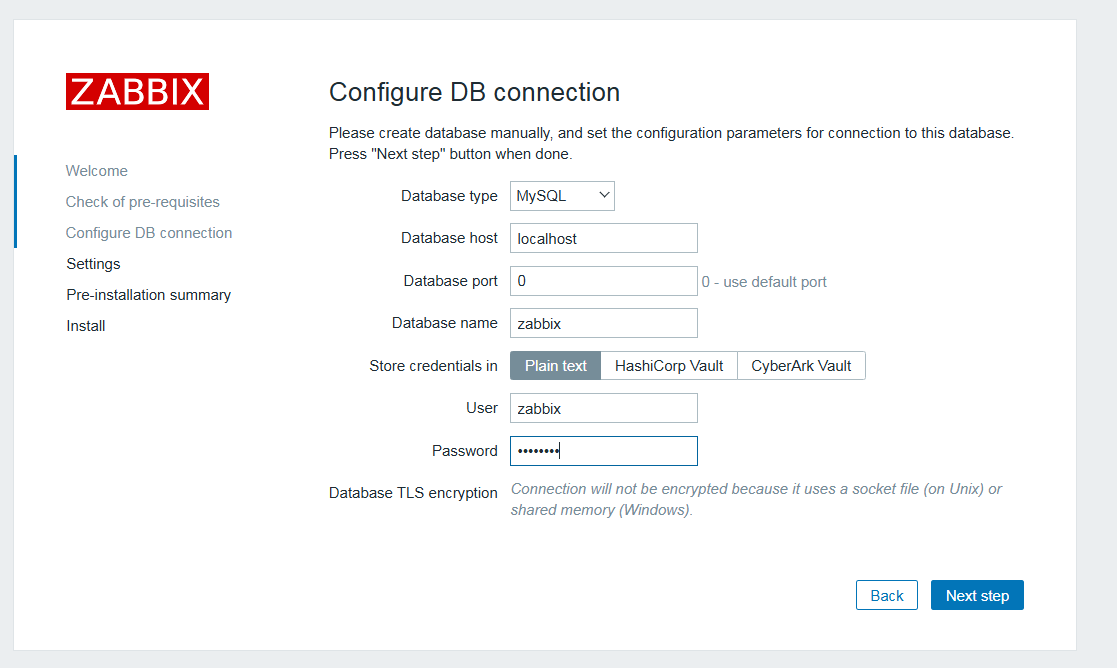 ZABBIX
Welcome
Check of pre-requisites
Configure DB connection
Settings
Pre-installation summary
Install
Configure DB connection
Please create database manually, and set the configuration parameters for connection to this database.
Press "Next step" button when done.
Database type MySQL
Database host localhost
Database port 0 0 - use default port
Database name zabbix
Store credentials in Plain text HashiCorp Vault CyberArk Vault
User zabbix
Password ••••••••
Database TLS encryption Connection will not be encrypted because it uses a socket file (on Unix) or
shared memory (Windows).
Back Next step